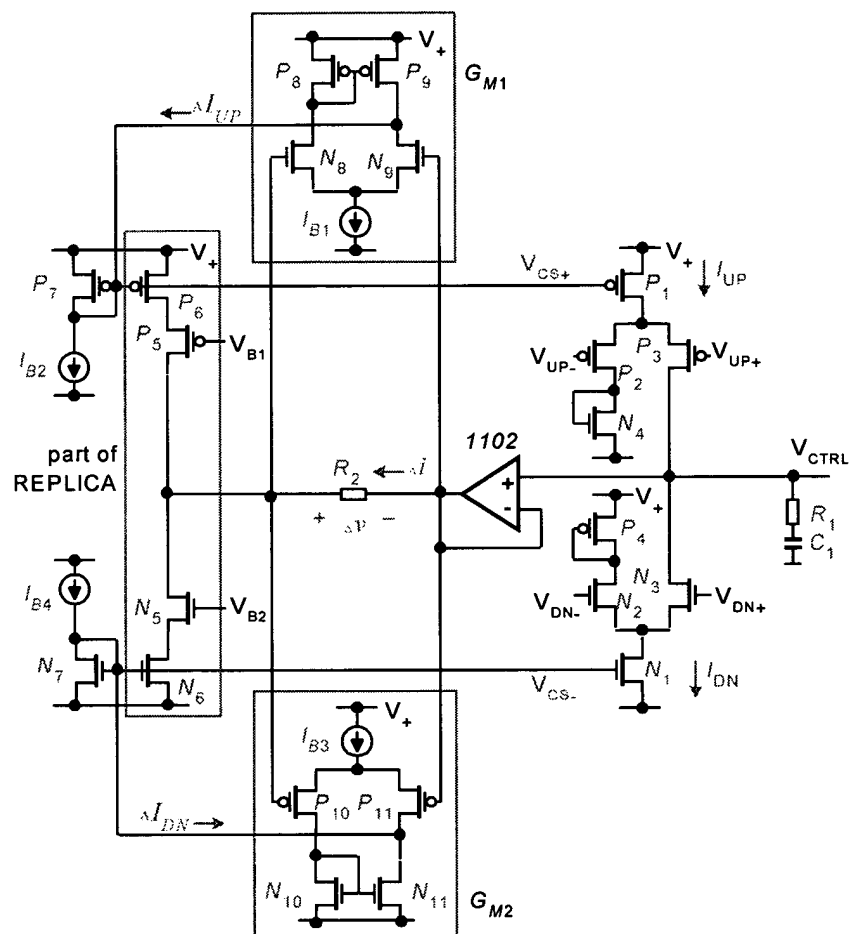 V+
P8
P9
GM1
ΔIUP
N8
N9
IB1
V+
P7
P6
VCS+
V+
IUP
P1
P5
VB1
IB2
VUP-
P3
VUP+
P2
N4
part of
REPLICA
1102
VCTRL
R2
Δi
+
-
+ Δv −
V+
R1
P4
C1
IB4
N5
VB2
N3
VDN-
N2
VDN+
N7
N6
N1
VCS-
IDN
V+
IB3
P10
P11
ΔIDN
N10
N11
GM2